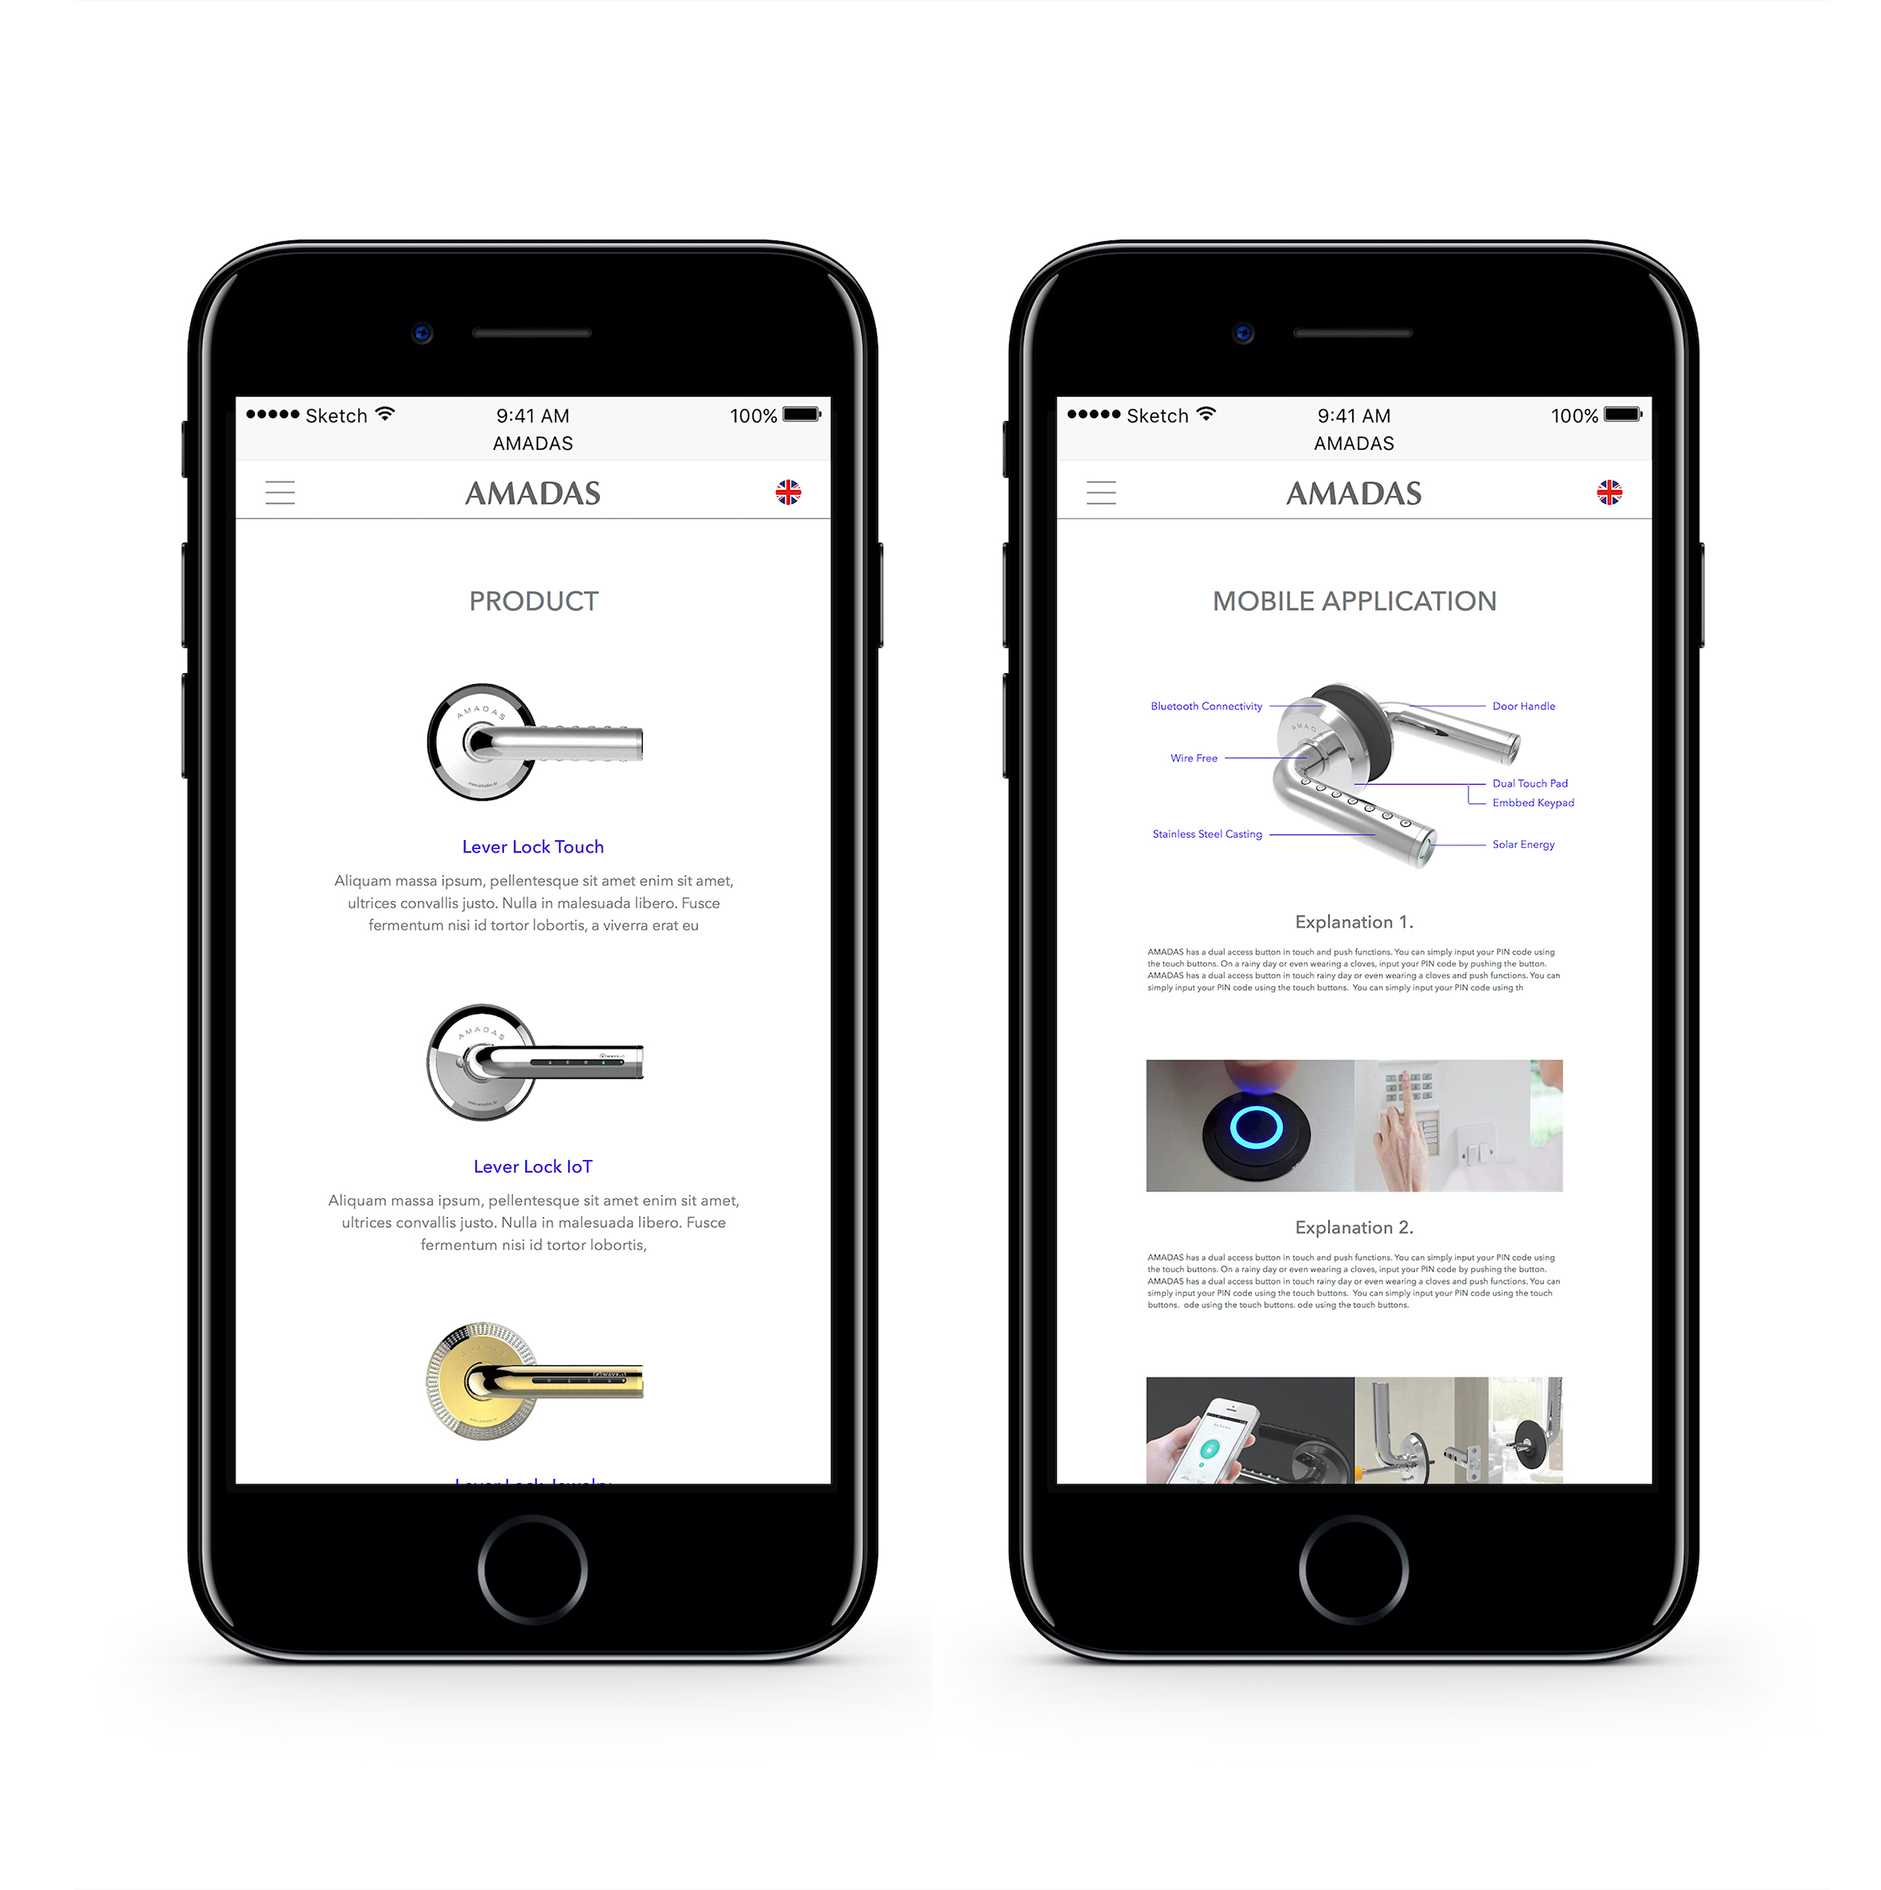 Sketch 9:41 AM 100%
AMADAS
AMADAS
PRODUCT
AMADAS
www.amadas.kr
Lever Lock Touch
Aliquam massa ipsum, pellentesque sit amet enim sit amet,
ultrices convallis justo. Nulla in malesuada libero. Fusce
fermentum nisi id tortor lobortis, a viverra erat eu
AMADAS
Lever Lock IoT
Aliquam massa ipsum, pellentesque sit amet enim sit amet,
ultrices convallis justo. Nulla in malesuada libero. Fusce
fermentum nisi id tortor lobortis,
Lever Lock Jewelry
Sketch 9:41 AM 100%
AMADAS
AMADAS
MOBILE APPLICATION
Bluetooth Connectivity
Door Handle
Wire Free
Dual Touch Pad
Embbed Keypad
Stainless Steel Casting
Solar Energy
Explanation 1.
AMADAS has a dual access button in touch and push functions. You can simply input your PIN code using
the touch buttons. On a rainy day or even wearing a cloves, input your PIN code by pushing the button.
AMADAS has a dual access button in touch rainy day or even wearing a cloves and push functions. You can
simply input your PIN code using the touch buttons. You can simply input your PIN code using th
Explanation 2.
AMADAS has a dual access button in touch and push functions. You can simply input your PIN code using
the touch buttons. On a rainy day or even wearing a cloves, input your PIN code by pushing the button.
AMADAS has a dual access button in touch rainy day or even wearing a cloves and push functions. You can
simply input your PIN code using the touch buttons. You can simply input your PIN code using the touch
buttons. ode using the touch buttons. ode using the touch buttons.